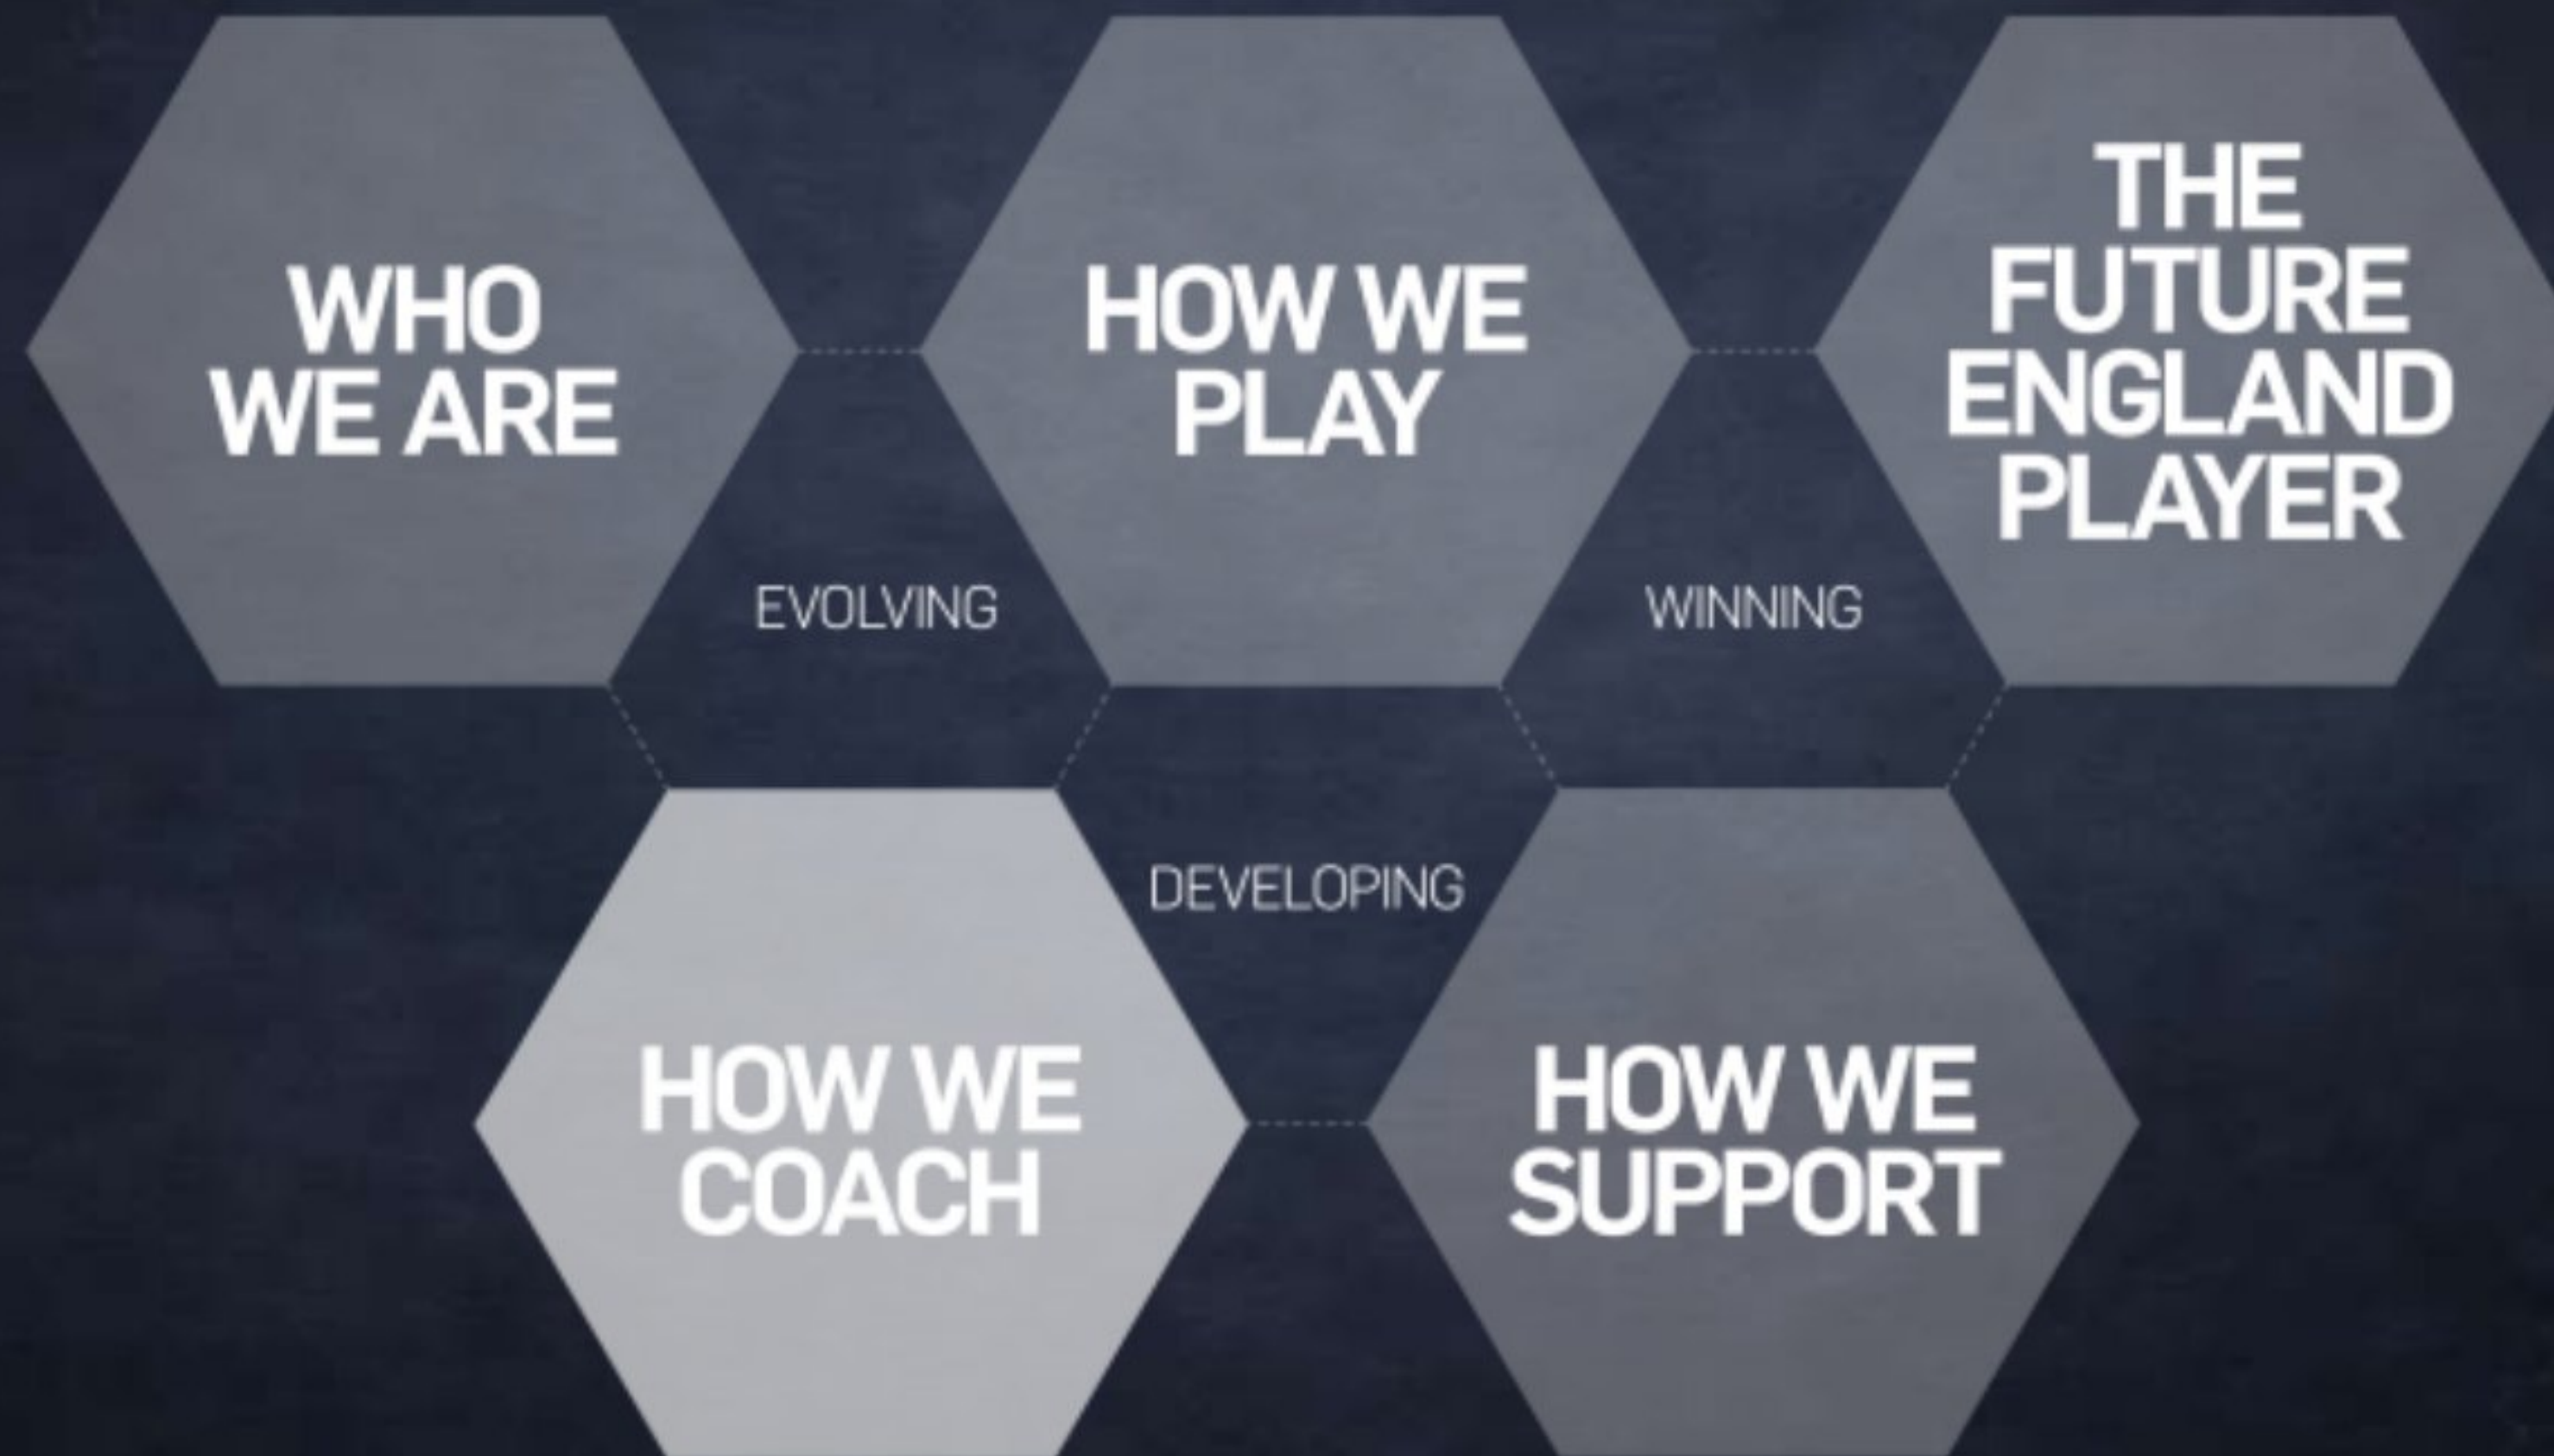 WHO
WE ARE
HOW WE
PLAY
THE
FUTURE
ENGLAND
PLAYER
EVOLVING
WINNING
DEVELOPING
HOW WE
COACH
HOW WE
SUPPORT